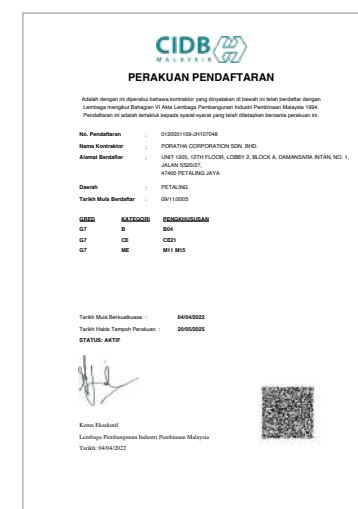 CIDB
MALAYSIA
PERAKUAN PENDAFTARAN
Adalah dengan ini diperakui bahawa kontraktor yang dinyatakan di bawah ini telah berdaftar dengan
Lembaga mengikut Bahagian VI Akta Lembaga Pembangunan Industri Pembinaan Malaysia 1994.
Pendaftaran ini adalah tertakluk kepada syarat-syarat yang telah ditetapkan bersama perakuan ini.
No. Pendaftaran : 0120051109-JH107048
Nama Kontraktor : PORATHA CORPORATION SDN. BHD.
Alamat Berdaftar : UNIT 1205, 12TH FLOOR, LOBBY 2, BLOCK A, DAMANSARA INTAN, NO. 1,
JALAN SS20/27,
47400 PETALING JAYA
Daerah : PETALING
Tarikh Mula Berdaftar : 09/11/2005
GRED KATEGORI PENGKHUSUSAN
G7 B B04
G7 CE CE21
G7 ME M11 M15
Tarikh Mula Berkuatkuasa : 04/04/2022
Tarikh Habis Tempoh Perakuan : 20/05/2025
STATUS: AKTIF
Ketua Eksekutif
Lembaga Pembangunan Industri Pembinaan Malaysia
Tarikh: 04/04/2022